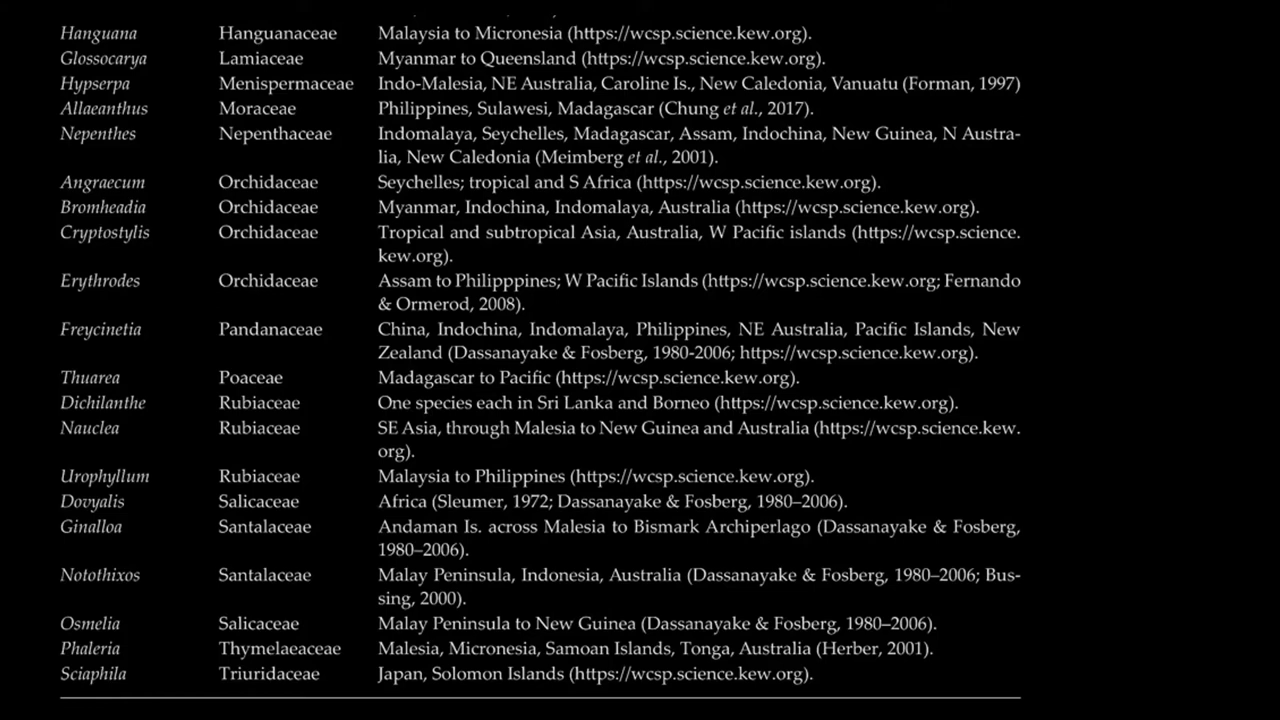 Hanguana Hanguanaceae Malaysia to Micronesia (https://wcsp.science.kew.org).
Glossocarya Lamiaceae Myanmar to Queensland (https://wcsp.science.kew.org).
Hypserpa Menispermaceae Indo-Malesia, NE Australia, Caroline Is., New Caledonia, Vanuatu (Forman, 1997)
Allaeanthus Moraceae Philippines, Sulawesi, Madagascar (Chung et al., 2017).
Nepenthes Nepenthaceae Indomalaya, Seychelles, Madagascar, Assam, Indochina, New Guinea, N Austra-
lia, New Caledonia (Meimberg et al., 2001).
Angraecum Orchidaceae Seychelles; tropical and S Africa (https://wcsp.science.kew.org).
Bromheadia Orchidaceae Myanmar, Indochina, Indomalaya, Australia (https://wcsp.science.kew.org).
Cryptostylis Orchidaceae Tropical and subtropical Asia, Australia, W Pacific islands (https://wcsp.science.
kew.org).
Erythrodes Orchidaceae Assam to Philipppines; W Pacific Islands (https://wcsp.science.kew.org; Fernando
& Ormerod, 2008).
Freycinetia Pandanaceae China, Indochina, Indomalaya, Philippines, NE Australia, Pacific Islands, New
Zealand (Dassanayake & Fosberg, 1980-2006; https://wcsp.science.kew.org).
Thuarea Poaceae Madagascar to Pacific (https://wcsp.science.kew.org).
Dichilanthe Rubiaceae One species each in Sri Lanka and Borneo (https://wcsp.science.kew.org).
Nauclea Rubiaceae SE Asia, through Malesia to New Guinea and Australia (https://wcsp.science.kew.
org).
Urophyllum Rubiaceae Malaysia to Philippines (https://wcsp.science.kew.org).
Dovyalis Salicaceae Africa (Sleumer, 1972; Dassanayake & Fosberg, 1980–2006).
Ginalloa Santalaceae Andaman Is. across Malesia to Bismark Archiperlago (Dassanayake & Fosberg,
1980–2006).
Notothixos Santalaceae Malay Peninsula, Indonesia, Australia (Dassanayake & Fosberg, 1980–2006; Bus-
sing, 2000).
Osmelia Salicaceae Malay Peninsula to New Guinea (Dassanayake & Fosberg, 1980–2006).
Phaleria Thymelaeaceae Malesia, Micronesia, Samoan Islands, Tonga, Australia (Herber, 2001).
Sciaphila Triuridaceae Japan, Solomon Islands (https://wcsp.science.kew.org).